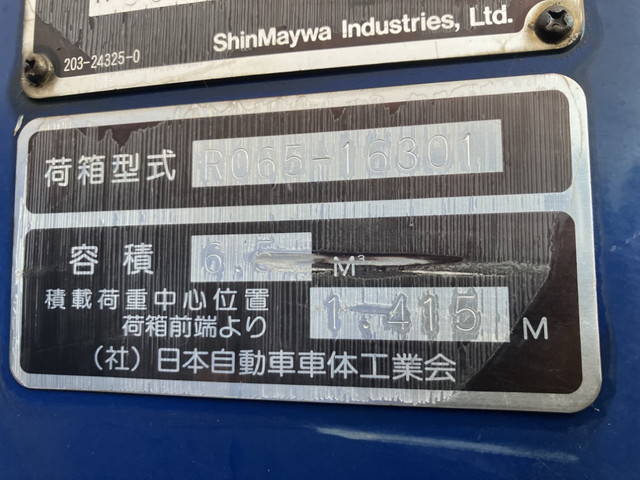 ShinMaywa Industries, Ltd.
203-24325-0
荷箱型式 R065-16301
容積 6.5 M³
積載荷重中心位置
荷箱前端より 1.415 M
（社）日本自動車車体工業会